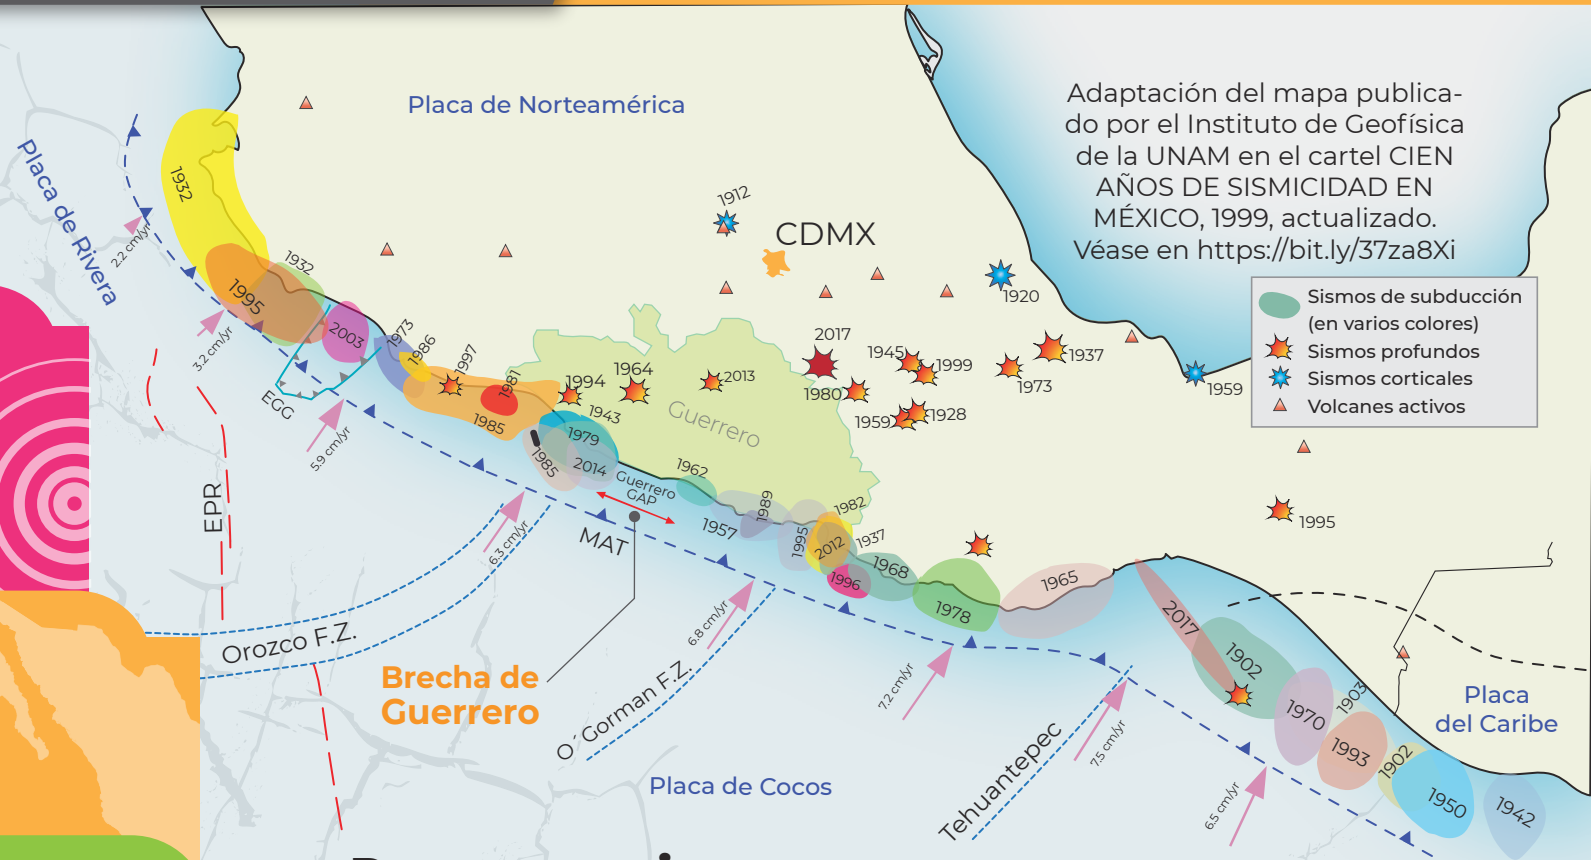 Placa de Norteamérica
Adaptación del mapa publica-
do por el Instituto de Geofísica
de la UNAM en el cartel CIEN
AÑOS DE SISMICIDAD EN
MÉXICO, 1999, actualizado.
Véase en https://bit.ly/37za8Xi
Sismos de subducción
(en varios colores)
Sismos profundos
Sismos corticales
Volcanes activos
Placa de Rivera
1932
2.2 cm/yr
1912
CDMX
1920
1932
1995
2003
3.2 cm/yr
1973
1986
1997
1981
1994
1964
2013
2017
1945
1999
1980
1959
1928
1973
1937
1959
EGG
5.9 cm/yr
1985
1943
1979
1985
2014
Guerrero
Guerrero
GAP
1962
1957
1989
1995
1982
2012
1937
1996
1968
1978
1965
1995
EPR
6.3 cm/yr
MAT
6.8 cm/yr
7.2 cm/yr
7.5 cm/yr
6.5 cm/yr
Orozco F.Z.
Brecha de
Guerrero
O´Gorman F.Z.
Tehuantepec
Placa de Cocos
2017
1902
1970
1903
1993
1902
1950
1942
Placa
del Caribe